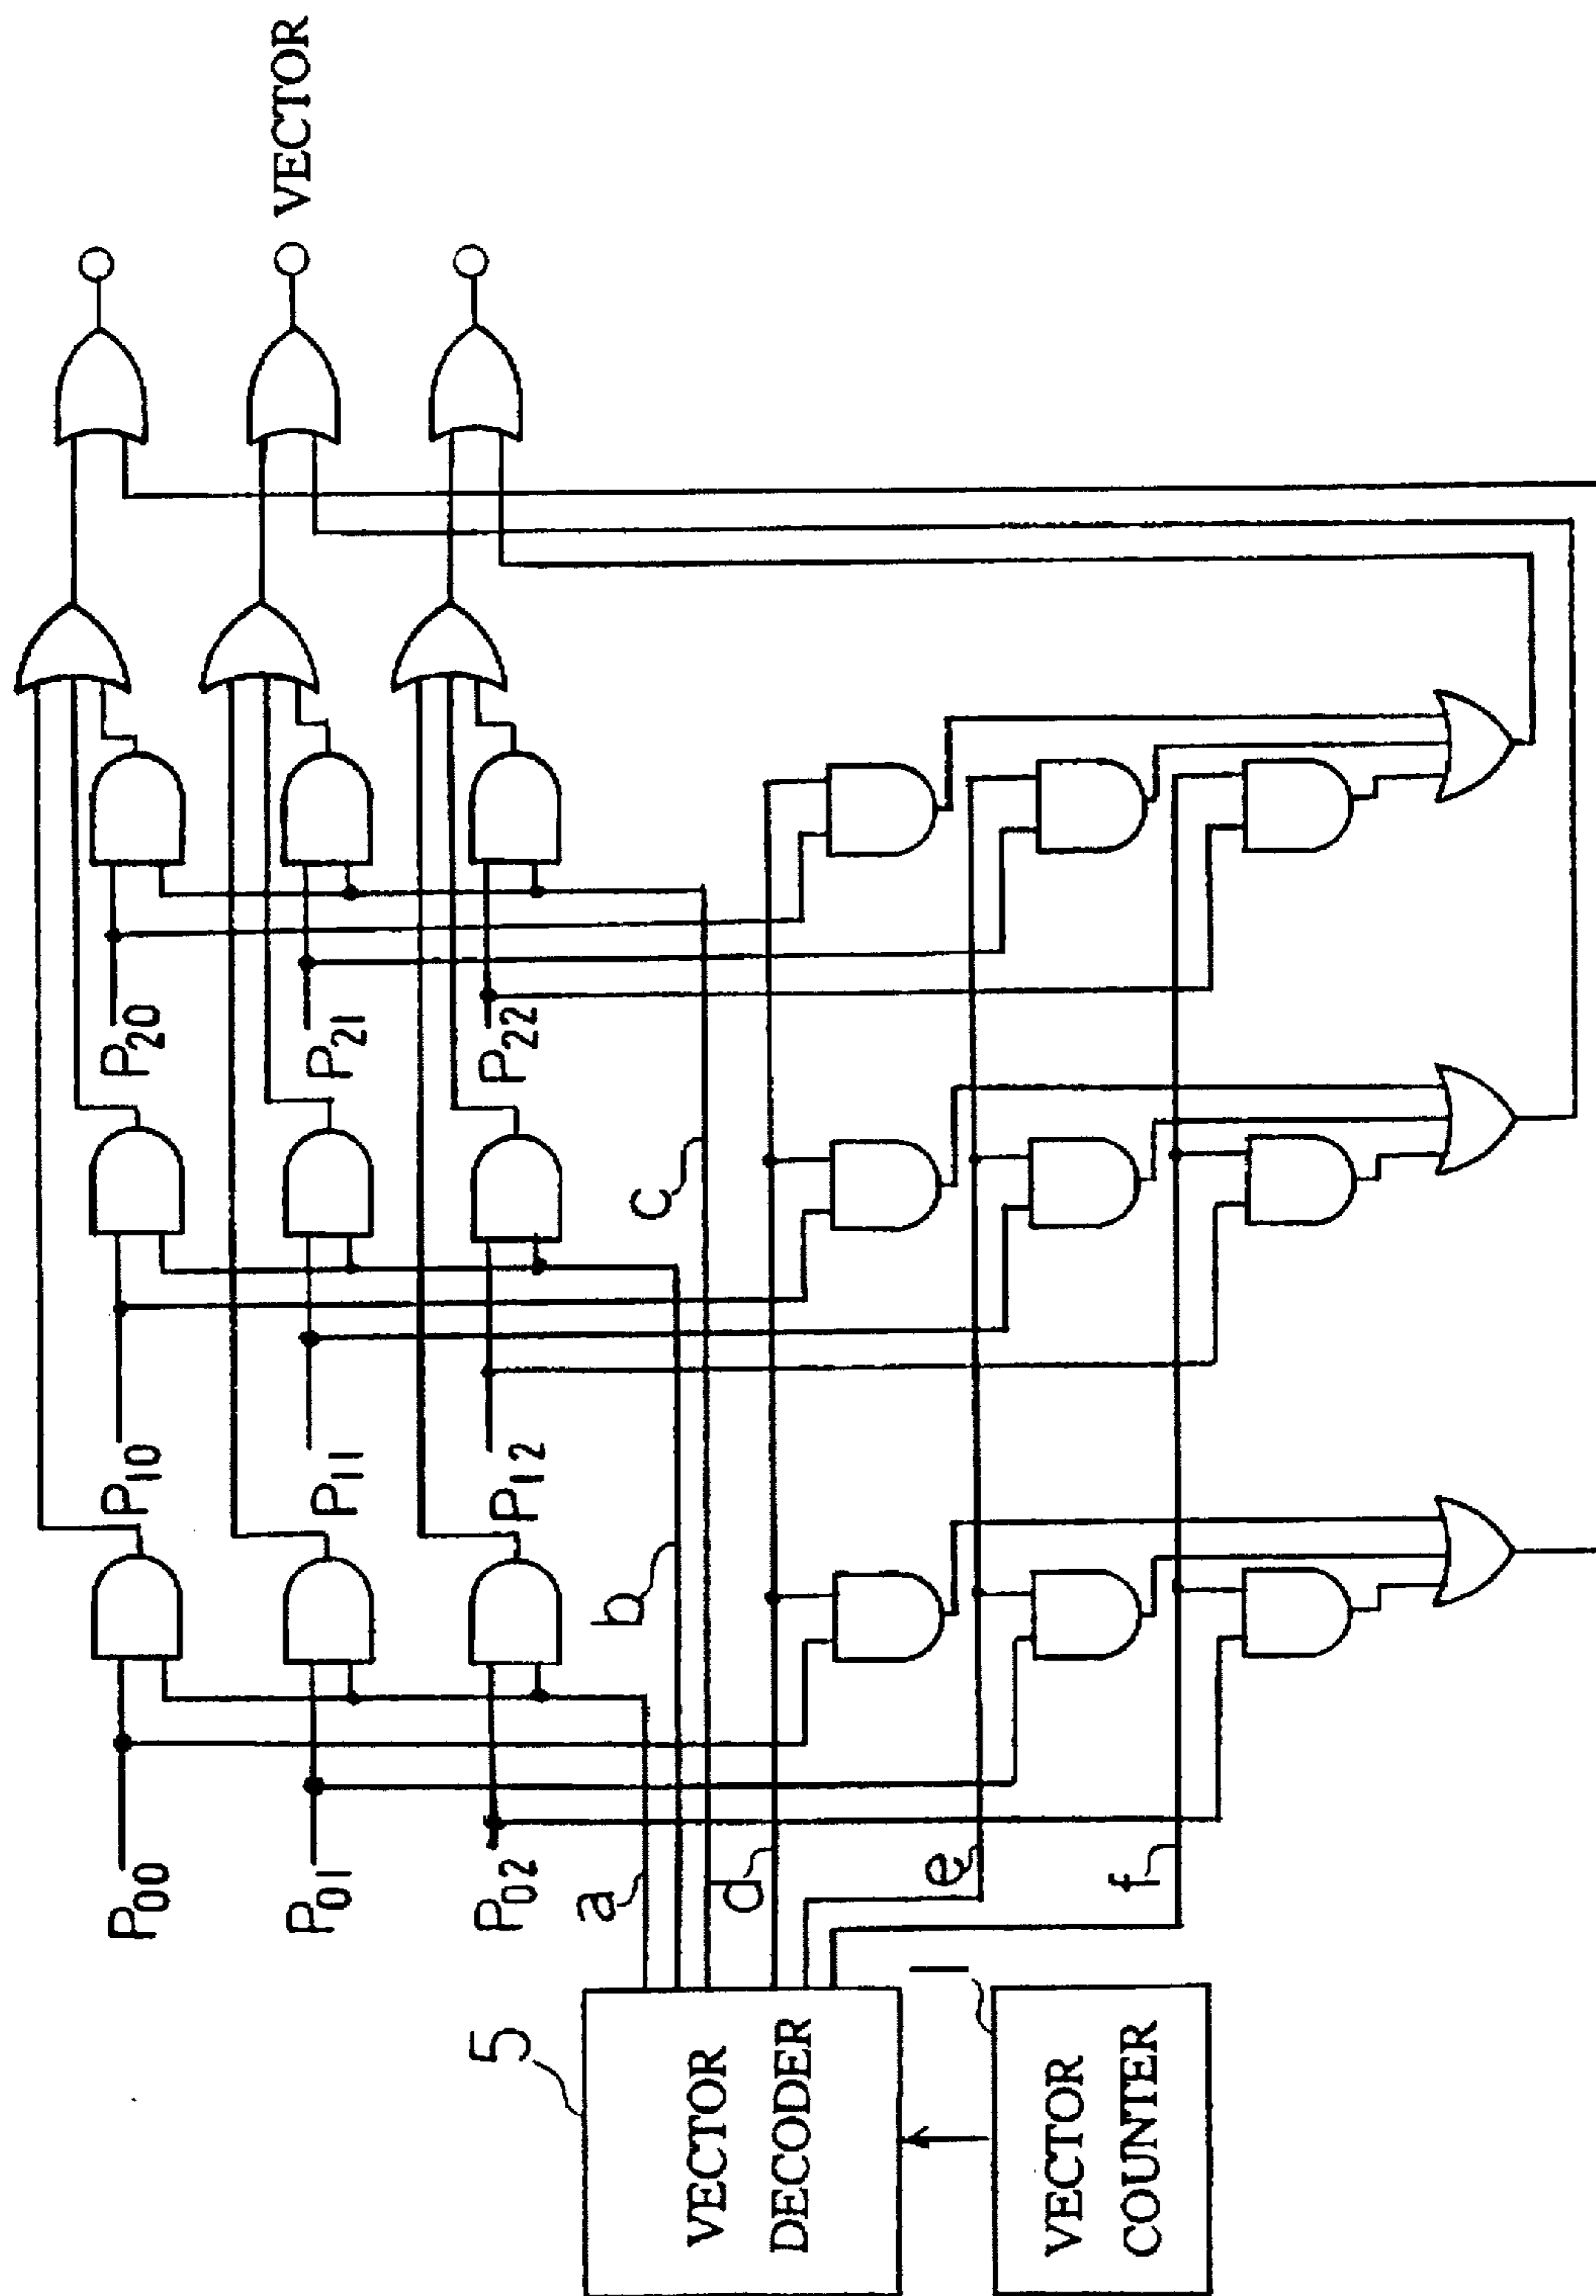 VECTOR
P00
P01
P02
P10
P11
P12
P20
P21
P22
a
b
c
d
e
f
5
VECTOR
DECODER
1
VECTOR
COUNTER